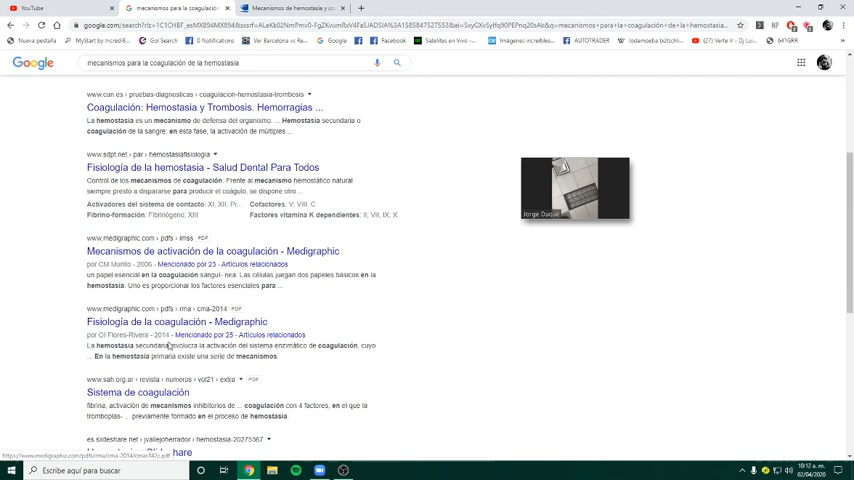 YouTube
mecanismos para la coagulación d
Mecanismos de hemostasia y co
google.com/search?rlz=1C1CHBF_esMX894MX894
Nueva pestaña
MyStart by IncrediB...
Go! Search
0 Notifications
Ver Barcelona vs Re...
Google
Facebook
Satelites en Vivo -...
Facebook
Imágenes increíbles...
AUTOTRADER
lodamoeba bütschli...
(27) Verte Ir - Dj Lui...
641GRR
Google
mecanismos para la coagulación de la hemostasia
www.cun.es › pruebas-diagnosticas › coagulacion-hemostasia-trombosis
Coagulación: Hemostasia y Trombosis. Hemorragias ...
La hemostasia es un mecanismo de defensa del organismo. ... Hemostasia secundaria o
coagulación de la sangre: en esta fase, la activación de múltiples ...
www.sdpt.net › par › hemostasiafisiologia
Fisiología de la hemostasia - Salud Dental Para Todos
Control de los mecanismos de coagulación. Frente al mecanismo hemostático natural
siempre presto a dispararse para producir el coágulo, se dispone otro ...
Activadores del sistema de contacto: XI, XII, Pr... Cofactores: V, VIII: C
Fibrino-formación: Fibrinógeno, XIII Factores vitamina K dependientes: II; VII, IX; X
www.medigraphic.com › pdfs › imss PDF
Mecanismos de activación de la coagulación - Medigraphic
por CM Murillo - 2006 - Mencionado por 23 - Artículos relacionados
un papel esencial en la coagulación sanguí- nea. Las células juegan dos papeles básicos en la
hemostasia. Uno es proporcionar los factores esenciales para ...
www.medigraphic.com › pdfs › rma › cma-2014 PDF
Fisiología de la coagulación - Medigraphic
por OI Flores-Rivera - 2014 - Mencionado por 25 - Artículos relacionados
La hemostasia secundaria involucra la activación del sistema enzimático de coagulación, cuyo
... En la hemostasia primaria existe una serie de mecanismos.
www.sah.org.ar › revista › numeros › vol21 › extra PDF
Sistema de coagulación
fibrina, activación de mecanismos inhibitorios de ... coagulación con 4 factores, en el que la
tromboplas- ... previamente formado en el proceso de hemostasia.
es.slideshare.net › jvallejoherrador › hemostasia-20275367
Jorge Duque
https://www.medigraphic.com/pdfs/rma/cma-2014/cmas142c.pdf
Escribe aquí para buscar
10:12 a. m.
02/04/2020